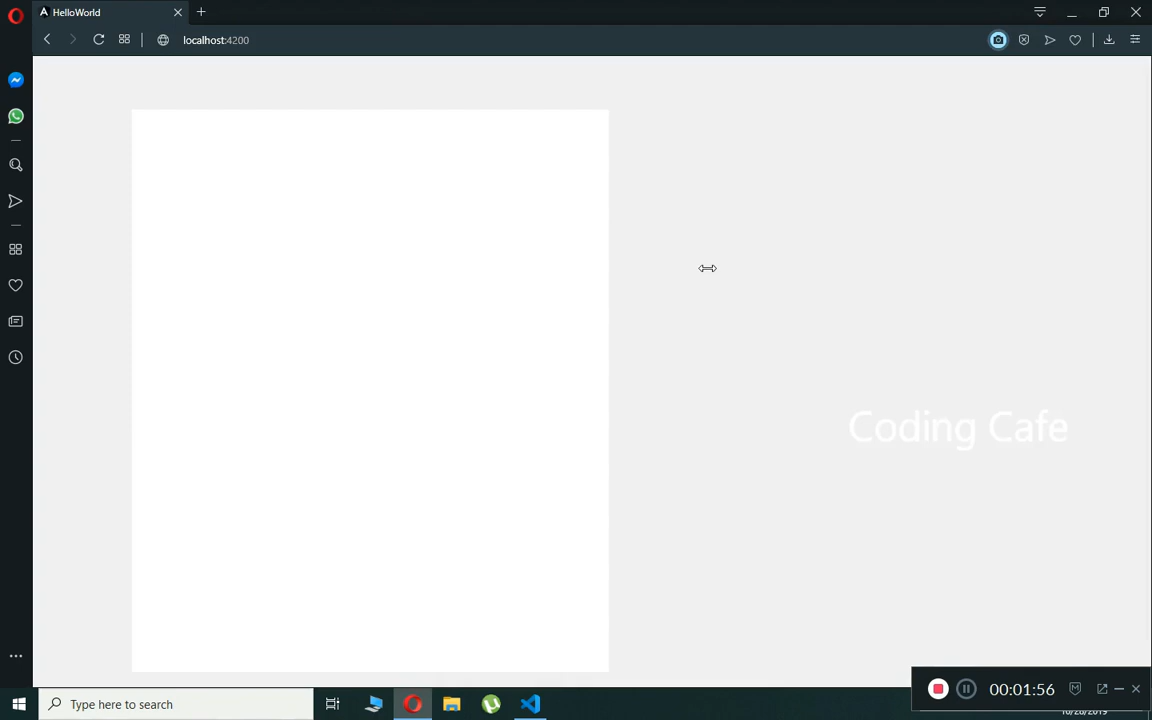 HelloWorld
localhost:4200
Coding Cafe
00:01:56
Type here to search